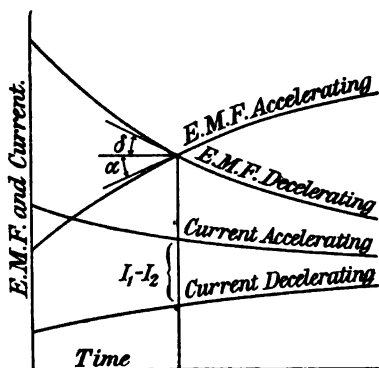 E.M.F. and Current.
E.M.F. Accelerating
E.M.F. Decelerating
δ
α
Current Accelerating
I₁-I₂
Current Decelerating
Time